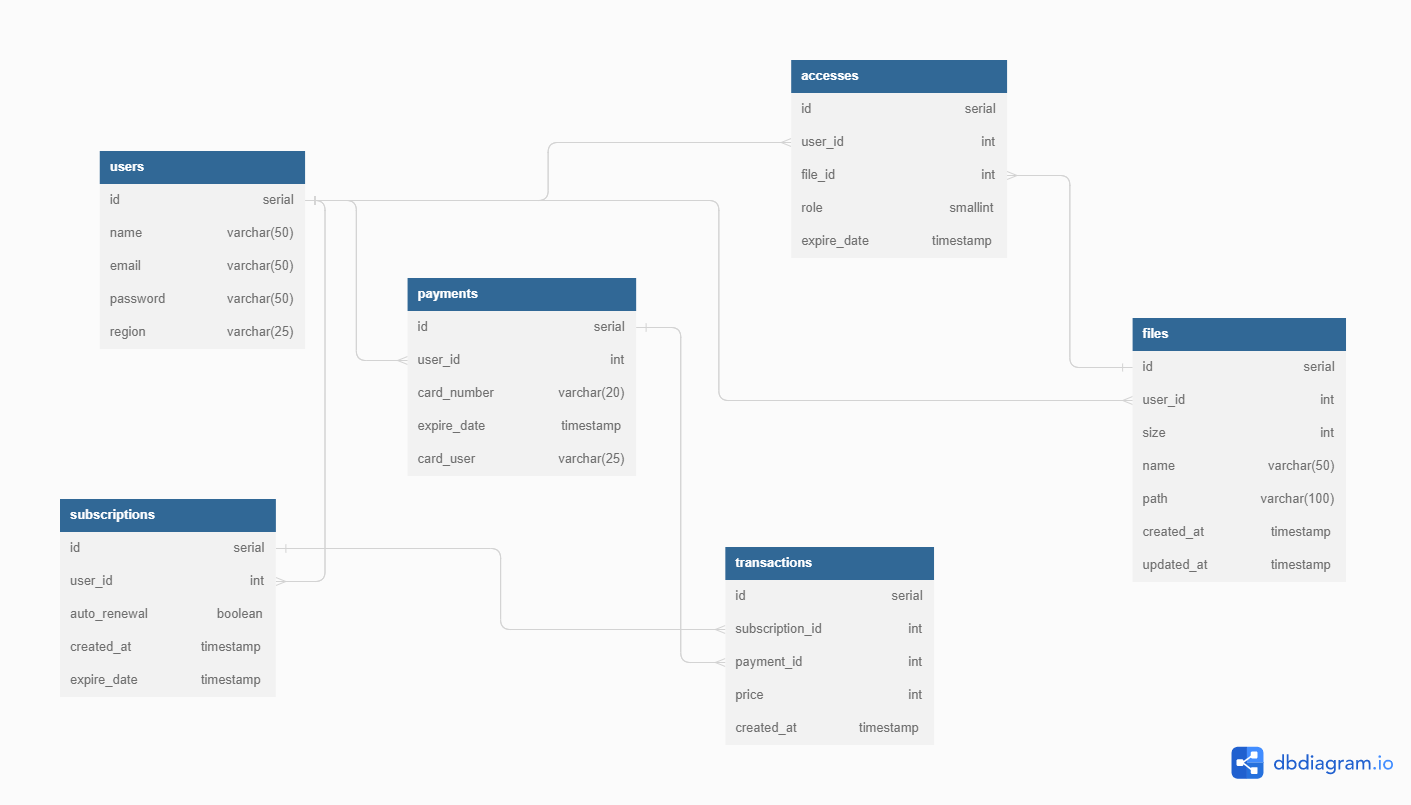 accesses
id serial
user_id int
file_id int
role smallint
expire_date timestamp
users
id serial
name varchar(50)
email varchar(50)
password varchar(50)
region varchar(25)
payments
id serial
user_id int
card_number varchar(20)
expire_date timestamp
card_user varchar(25)
files
id serial
user_id int
size int
name varchar(50)
path varchar(100)
created_at timestamp
updated_at timestamp
subscriptions
id serial
user_id int
auto_renewal boolean
created_at timestamp
expire_date timestamp
transactions
id serial
subscription_id int
payment_id int
price int
created_at timestamp
dbdiagram.io